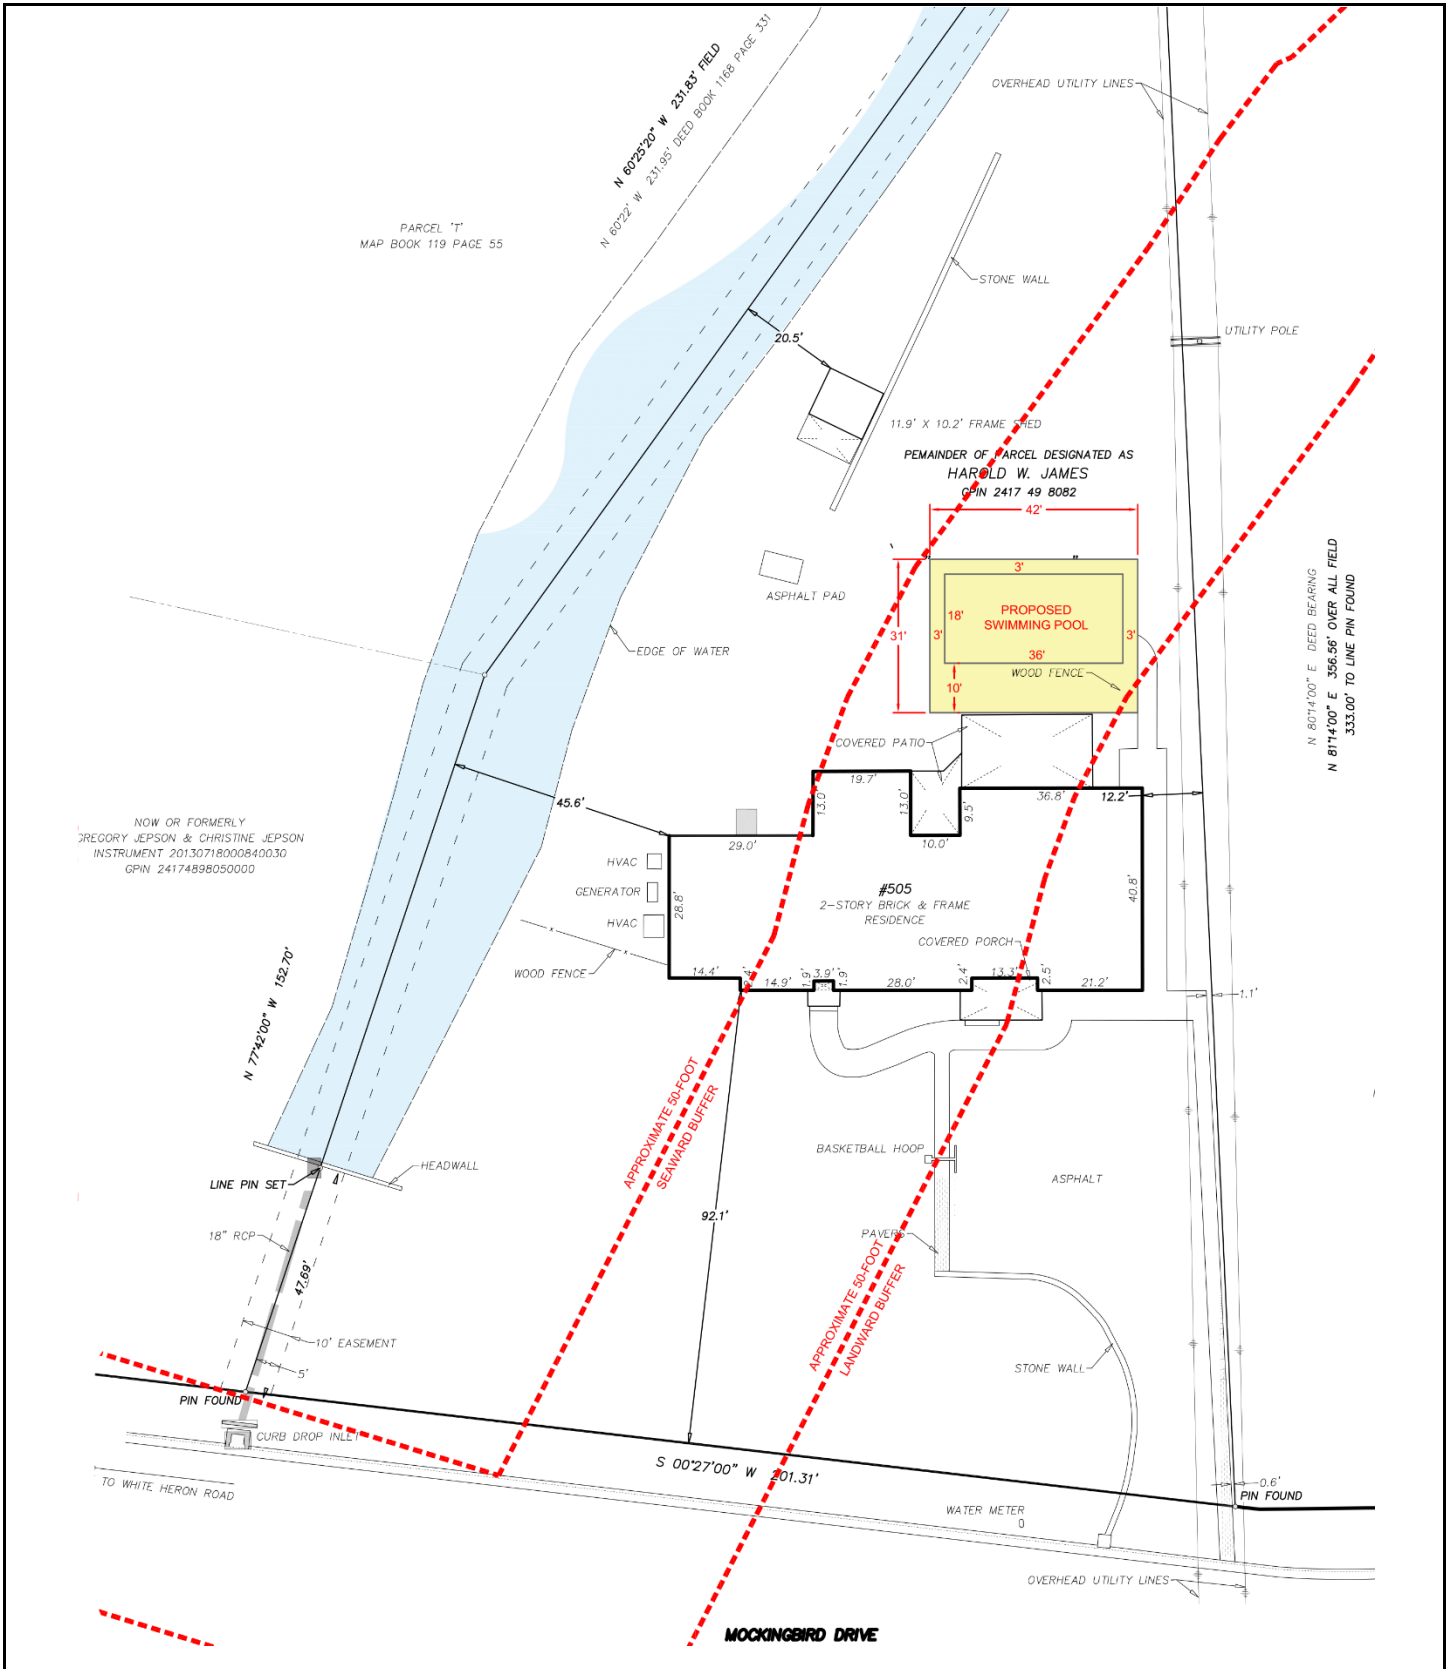 N 60°25'20" W 231.83' FIELD
N 60°22' W 231.95' DEED BOOK 1168 PAGE 331
OVERHEAD UTILITY LINES
PARCEL 'T'
MAP BOOK 119 PAGE 55
STONE WALL
UTILITY POLE
20.5'
11.9' X 10.2' FRAME SHED
PEMAINDER OF PARCEL DESIGNATED AS
HAROLD W. JAMES
GPIN 2417 49 8082
42'
3'
18'
PROPOSED
SWIMMING POOL
31'
3'
3'
36'
10'
WOOD FENCE
ASPHALT PAD
EDGE OF WATER
N 80°14'00" E DEED BEARING
N 81°14'00" E 356.56' OVER ALL FIELD
333.00' TO LINE PIN FOUND
COVERED PATIO
19.7'
13.0'
13.0'
9.5'
36.8'
12.2'
45.6'
29.0'
10.0'
NOW OR FORMERLY
GREGORY JEPSON & CHRISTINE JEPSON
INSTRUMENT 20130718000840030
GPIN 24174898050000
HVAC
GENERATOR
HVAC
28.8'
#505
2-STORY BRICK & FRAME
RESIDENCE
40.8'
COVERED PORCH
WOOD FENCE
14.4'
2.4'
14.9'
1.9'
3.9'
1.9'
28.0'
2.4'
13.3'
2.5'
21.2'
N 77°42'00" W 152.70'
1.1'
APPROXIMATE 50-FOOT
SEAWARD BUFFER
HEADWALL
LINE PIN SET
BASKETBALL HOOP
ASPHALT
92.1'
18" RCP
47.69'
PAVERS
APPROXIMATE 50-FOOT
LANDWARD BUFFER
10' EASEMENT
5'
STONE WALL
PIN FOUND
CURB DROP INLET
S 00°27'00" W 201.31'
TO WHITE HERON ROAD
0.6'
PIN FOUND
WATER METER
OVERHEAD UTILITY LINES
MOCKINGBIRD DRIVE